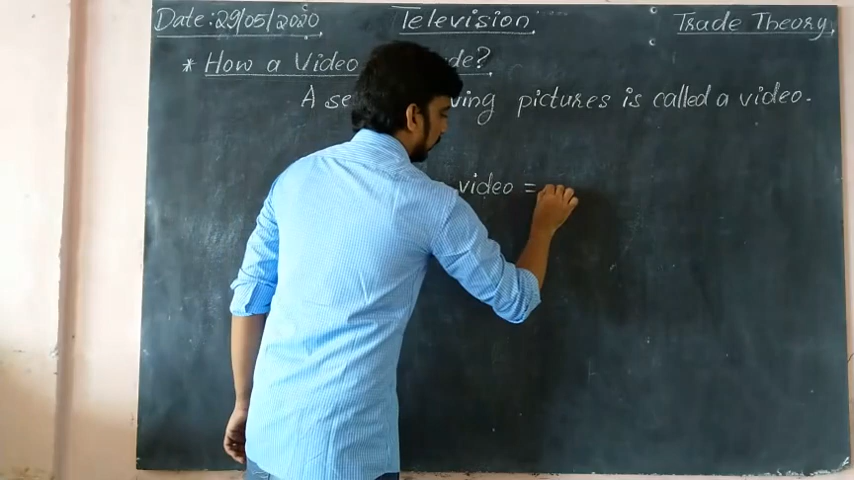 Date: 29/05/2020 Television Trade Theory.
* How a Video de?
A se ving pictures is called a video.
video =